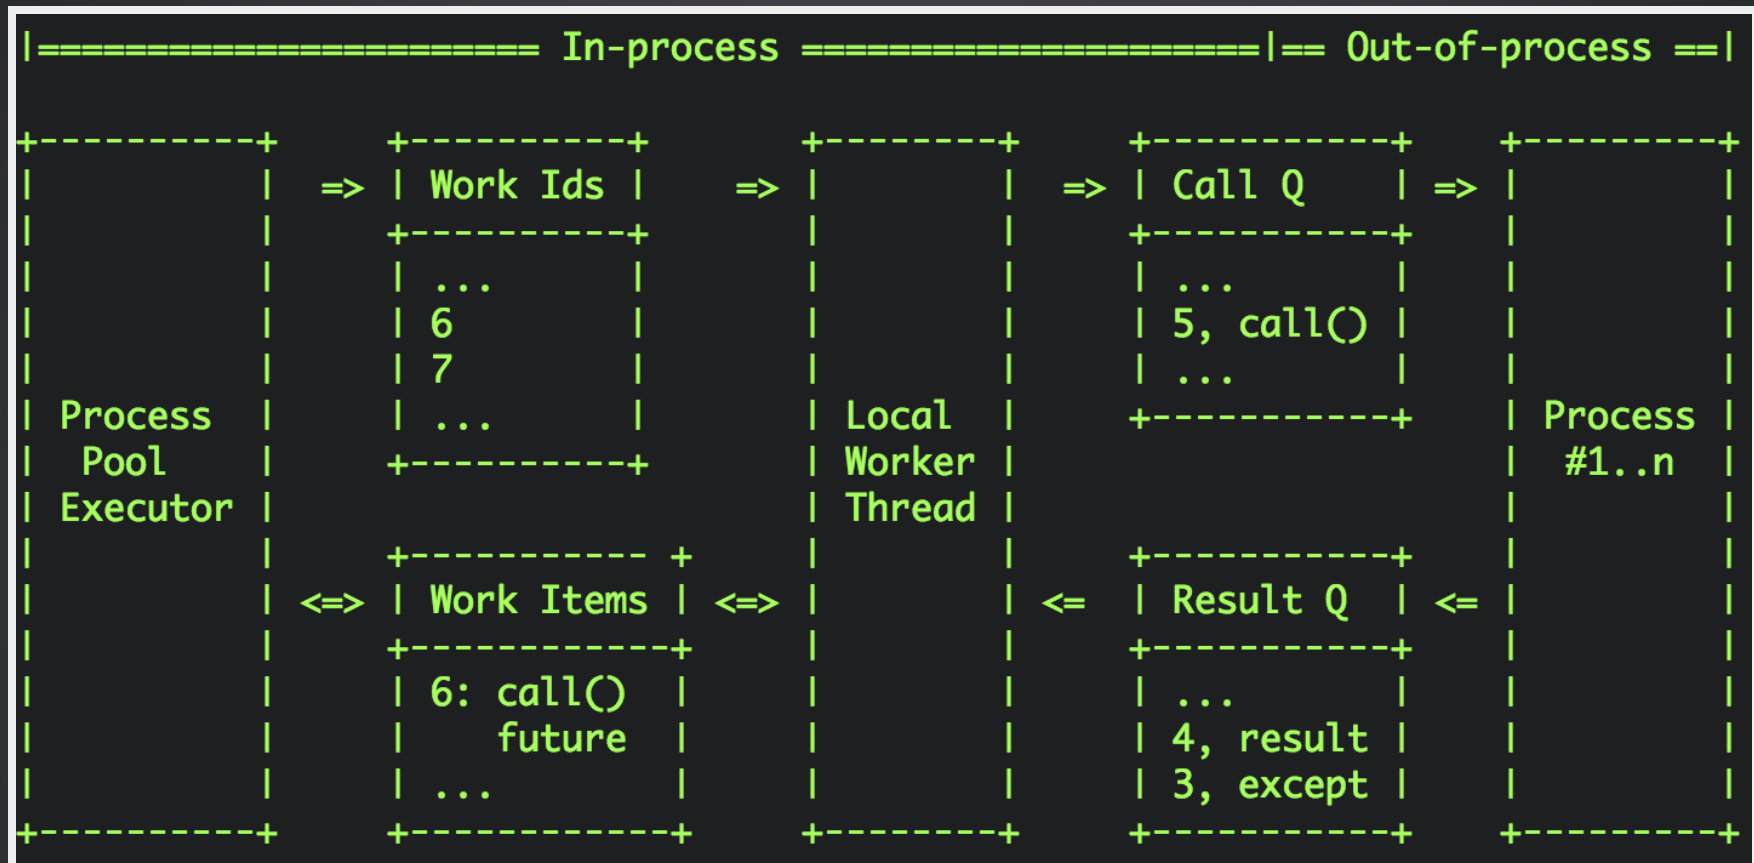 |======================= In-process =====================|== Out-of-process ==|

+----------+     +----------+       +--------+     +-----------+    +---------+
|          |  => | Work Ids |    => |        |  => | Call Q    | => |         |
|          |     +----------+       |        |     +-----------+    |         |
|          |     | ...      |       |        |     | ...       |    |         |
|          |     | 6        |       |        |     | 5, call() |    |         |
|          |     | 7        |       |        |     | ...       |    |         |
| Process  |     | ...      |       | Local  |     +-----------+    | Process |
|  Pool    |     +----------+       | Worker |                      |  #1..n  |
| Executor |                        | Thread |                      |         |
|          |     +----------- +     |        |     +-----------+    |         |
|          | <=> | Work Items | <=> |        | <=  | Result Q  | <= |         |
|          |     +------------+     |        |     +-----------+    |         |
|          |     | 6: call()  |     |        |     | ...       |    |         |
|          |     |    future  |     |        |     | 4, result |    |         |
|          |     | ...        |     |        |     | 3, except |    |         |
+----------+     +------------+     +--------+     +-----------+    +---------+